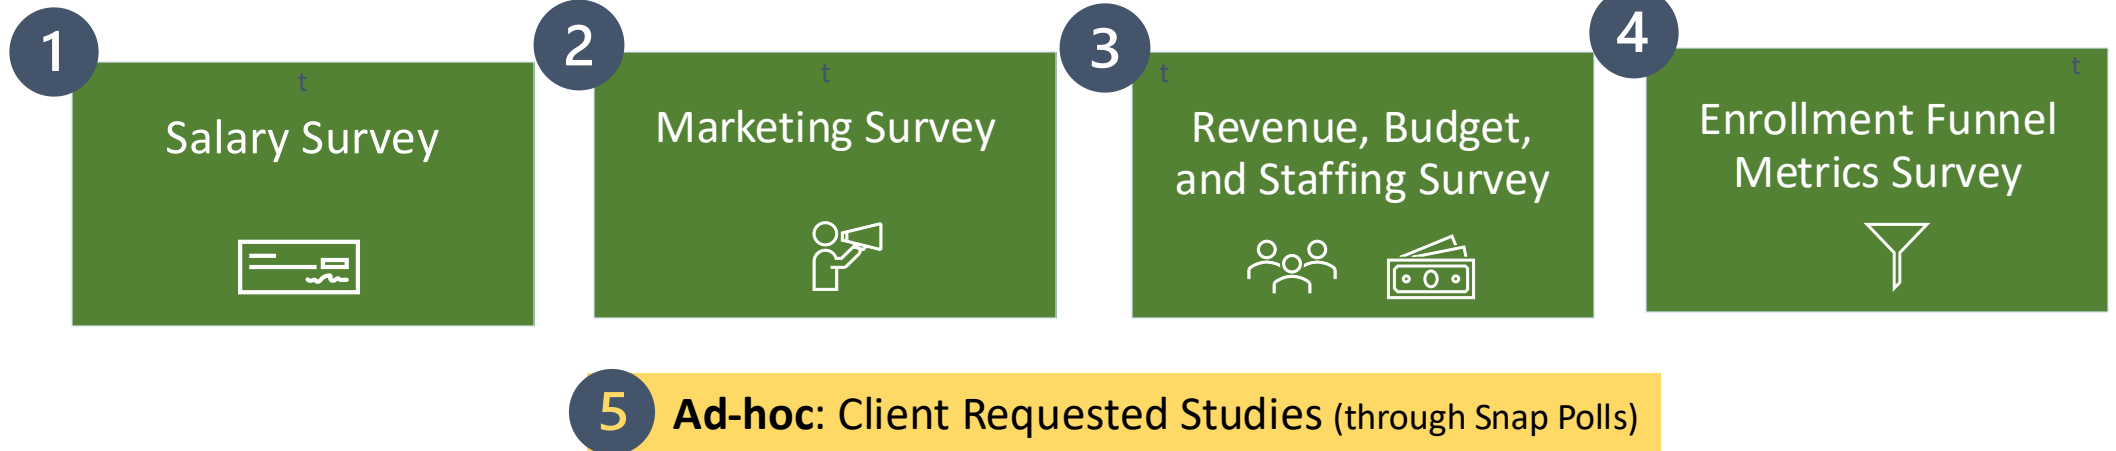 1
t
Salary Survey
2
t
Marketing Survey
3
t
Revenue, Budget,
and Staffing Survey
4
t
Enrollment Funnel
Metrics Survey
5
Ad-hoc: Client Requested Studies (through Snap Polls)